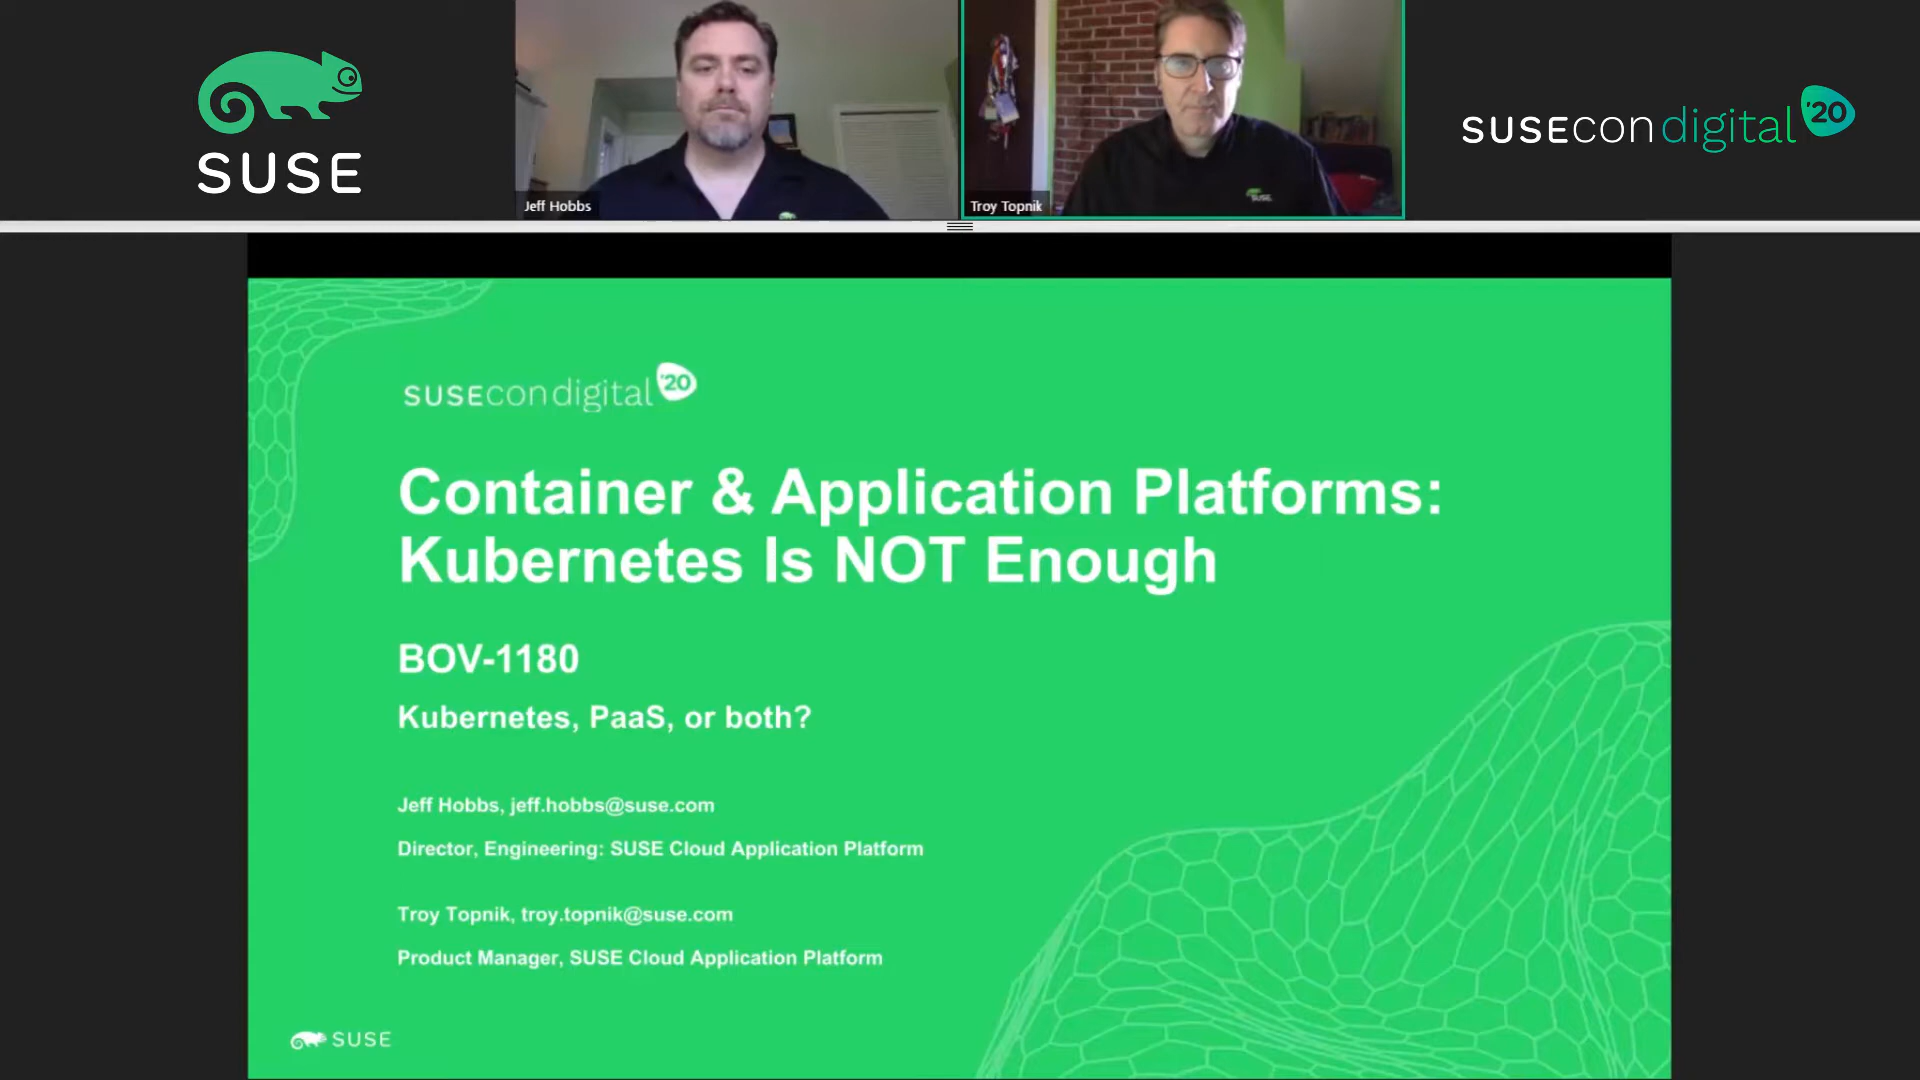 SUSE
Jeff Hobbs
Troy Topnik
SUSE
SUSEcon digital '20
SUSEcon digital '20
Container & Application Platforms:
Kubernetes Is NOT Enough
BOV-1180
Kubernetes, PaaS, or both?
Jeff Hobbs, jeff.hobbs@suse.com
Director, Engineering: SUSE Cloud Application Platform
Troy Topnik, troy.topnik@suse.com
Product Manager, SUSE Cloud Application Platform
SUSE